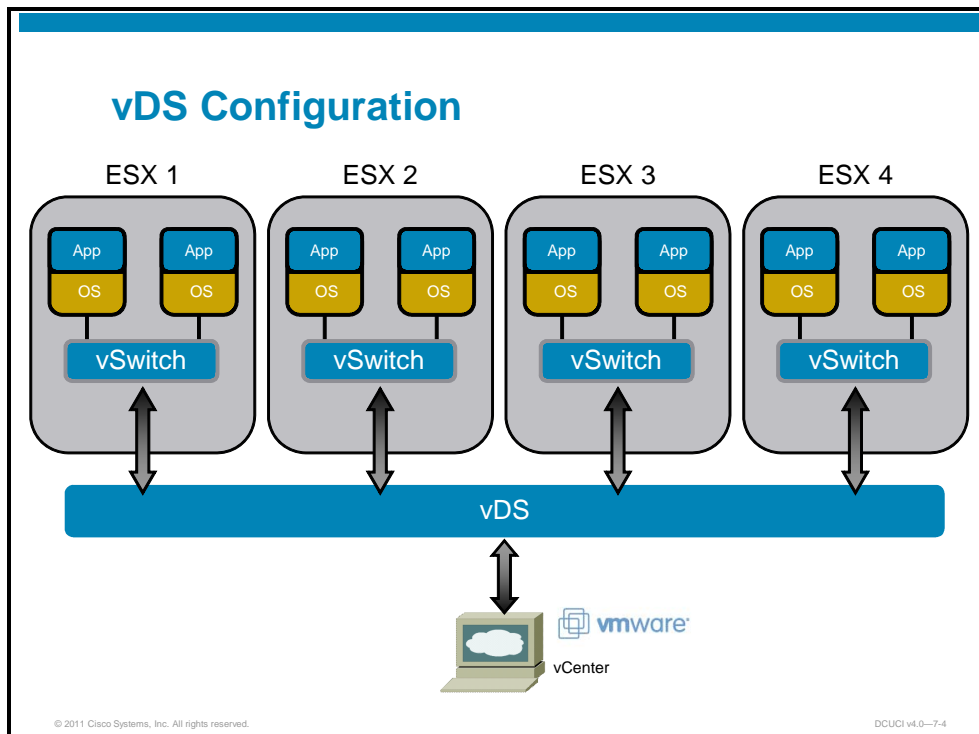 vDS Configuration
ESX 1 ESX 2 ESX 3 ESX 4
App App App App App App App App
OS OS OS OS OS OS OS OS
vSwitch vSwitch vSwitch vSwitch
vDS
vmware
vCenter
© 2011 Cisco Systems, Inc. All rights reserved. DCUCI v4.0—7-4